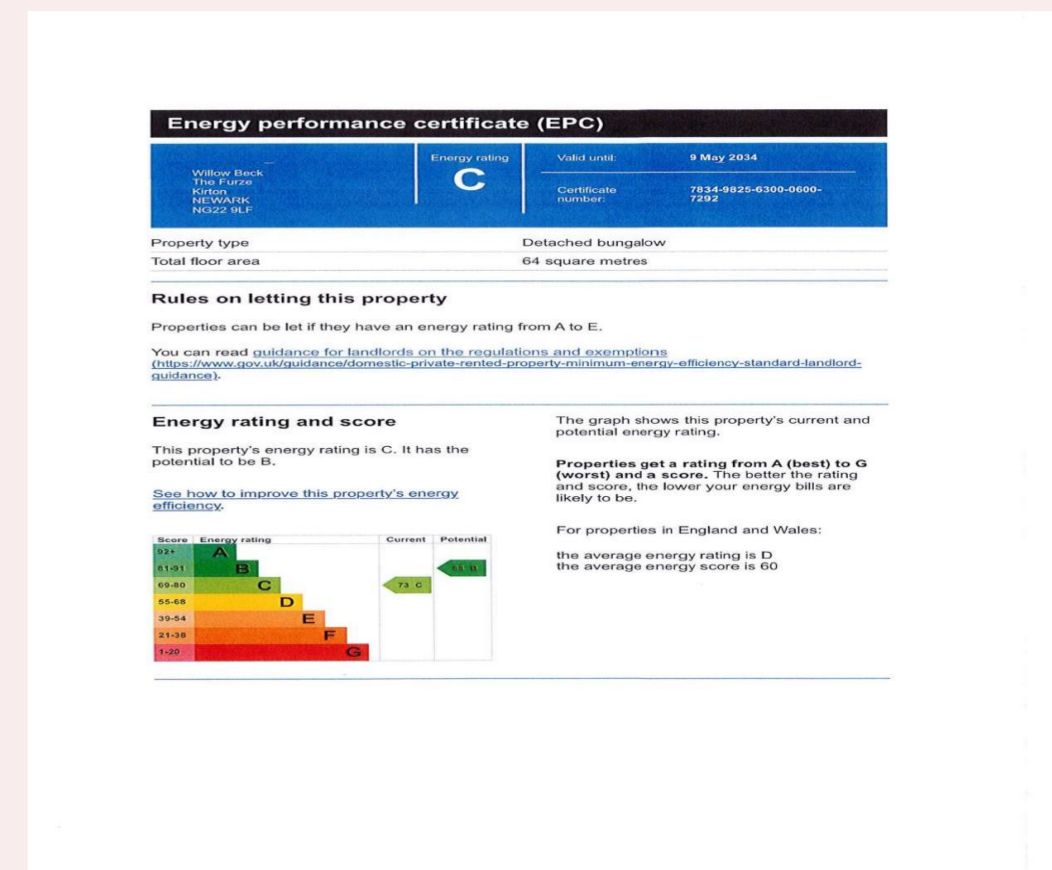 Energy performance certificate (EPC)
Willow Beck
The Furze
Kirton
NEWARK
NG22 9LF
Energy rating
C
Valid until:
9 May 2034
Certificate number:
7834-9825-6300-0600-
7292
Property type
Detached bungalow
Total floor area
64 square metres
Rules on letting this property
Properties can be let if they have an energy rating from A to E.
You can read guidance for landlords on the regulations and exemptions
(https://www.gov.uk/guidance/domestic-private-rented-property-minimum-energy-efficiency-standard-landlord-
guidance).
Energy rating and score
This property's energy rating is C. It has the
potential to be B.
See how to improve this property's energy
efficiency.
Score Energy rating Current Potential
92+ A
81-91 B B
69-80 C 73 C
55-68 D
39-54 E
21-38 F
1-20 G
The graph shows this property's current and
potential energy rating.
Properties get a rating from A (best) to G
(worst) and a score. The better the rating
and score, the lower your energy bills are
likely to be.
For properties in England and Wales:
the average energy rating is D
the average energy score is 60